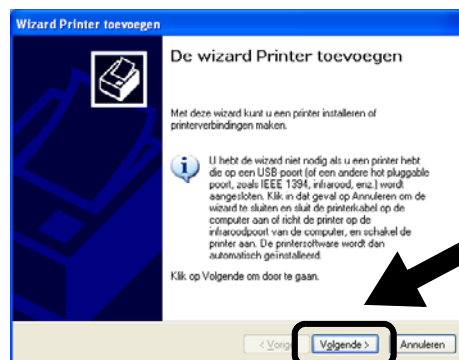 Wizard Printer toevoegen
De wizard Printer toevoegen
Met deze wizard kunt u een printer installeren of
printerverbindingen maken.
U hebt de wizard niet nodig als u een printer hebt
die op een USB-poort (of een andere hot pluggable
poort, zoals IEEE 1394, infrarood, enz.) wordt
aangesloten. Klik in dat geval op Annuleren om de
wizard te sluiten en sluit de printerkabel op de
computer aan of richt de printer op de
infraroodpoort van de computer, en schakel de
printer aan. De printersoftware wordt dan
automatisch geïnstalleerd.
Klik op Volgende om door te gaan.
Volgende > Annuleren